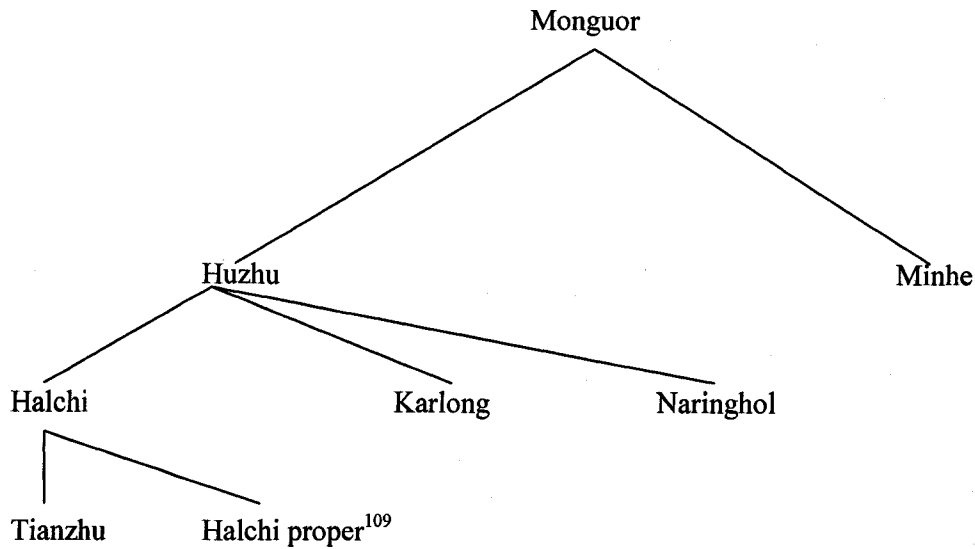 Monguor
Huzhu Minhe
Halchi Karlong Naringhol
Tianzhu Halchi proper109